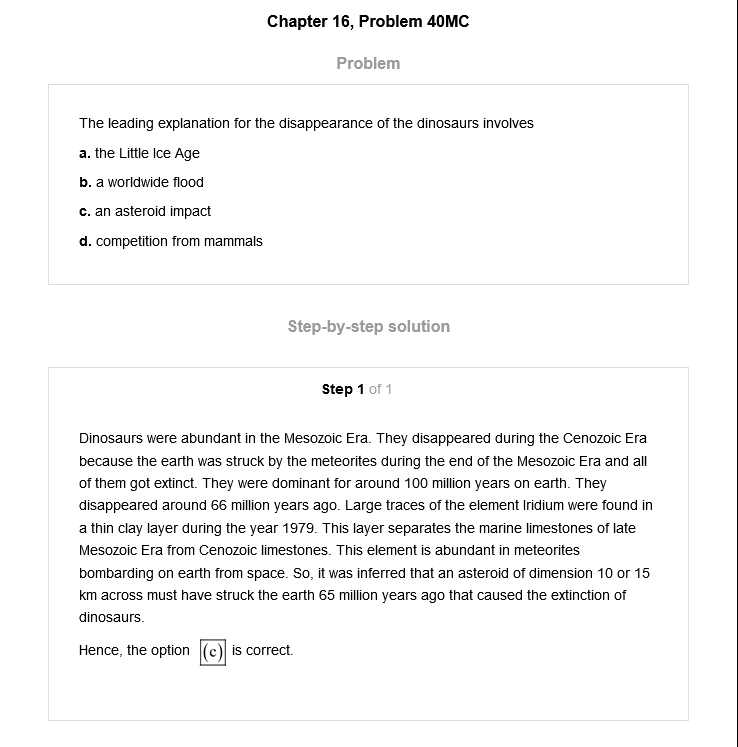 Chapter 16, Problem 40MC
Problem
The leading explanation for the disappearance of the dinosaurs involves
a. the Little Ice Age
b. a worldwide flood
c. an asteroid impact
d. competition from mammals
Step-by-step solution
Step 1 of 1
Dinosaurs were abundant in the Mesozoic Era. They disappeared during the Cenozoic Era
because the earth was struck by the meteorites during the end of the Mesozoic Era and all
of them got extinct. They were dominant for around 100 million years on earth. They
disappeared around 66 million years ago. Large traces of the element Iridium were found in
a thin clay layer during the year 1979. This layer separates the marine limestones of late
Mesozoic Era from Cenozoic limestones. This element is abundant in meteorites
bombarding on earth from space. So, it was inferred that an asteroid of dimension 10 or 15
km across must have struck the earth 65 million years ago that caused the extinction of
dinosaurs.
Hence, the option (c) is correct.